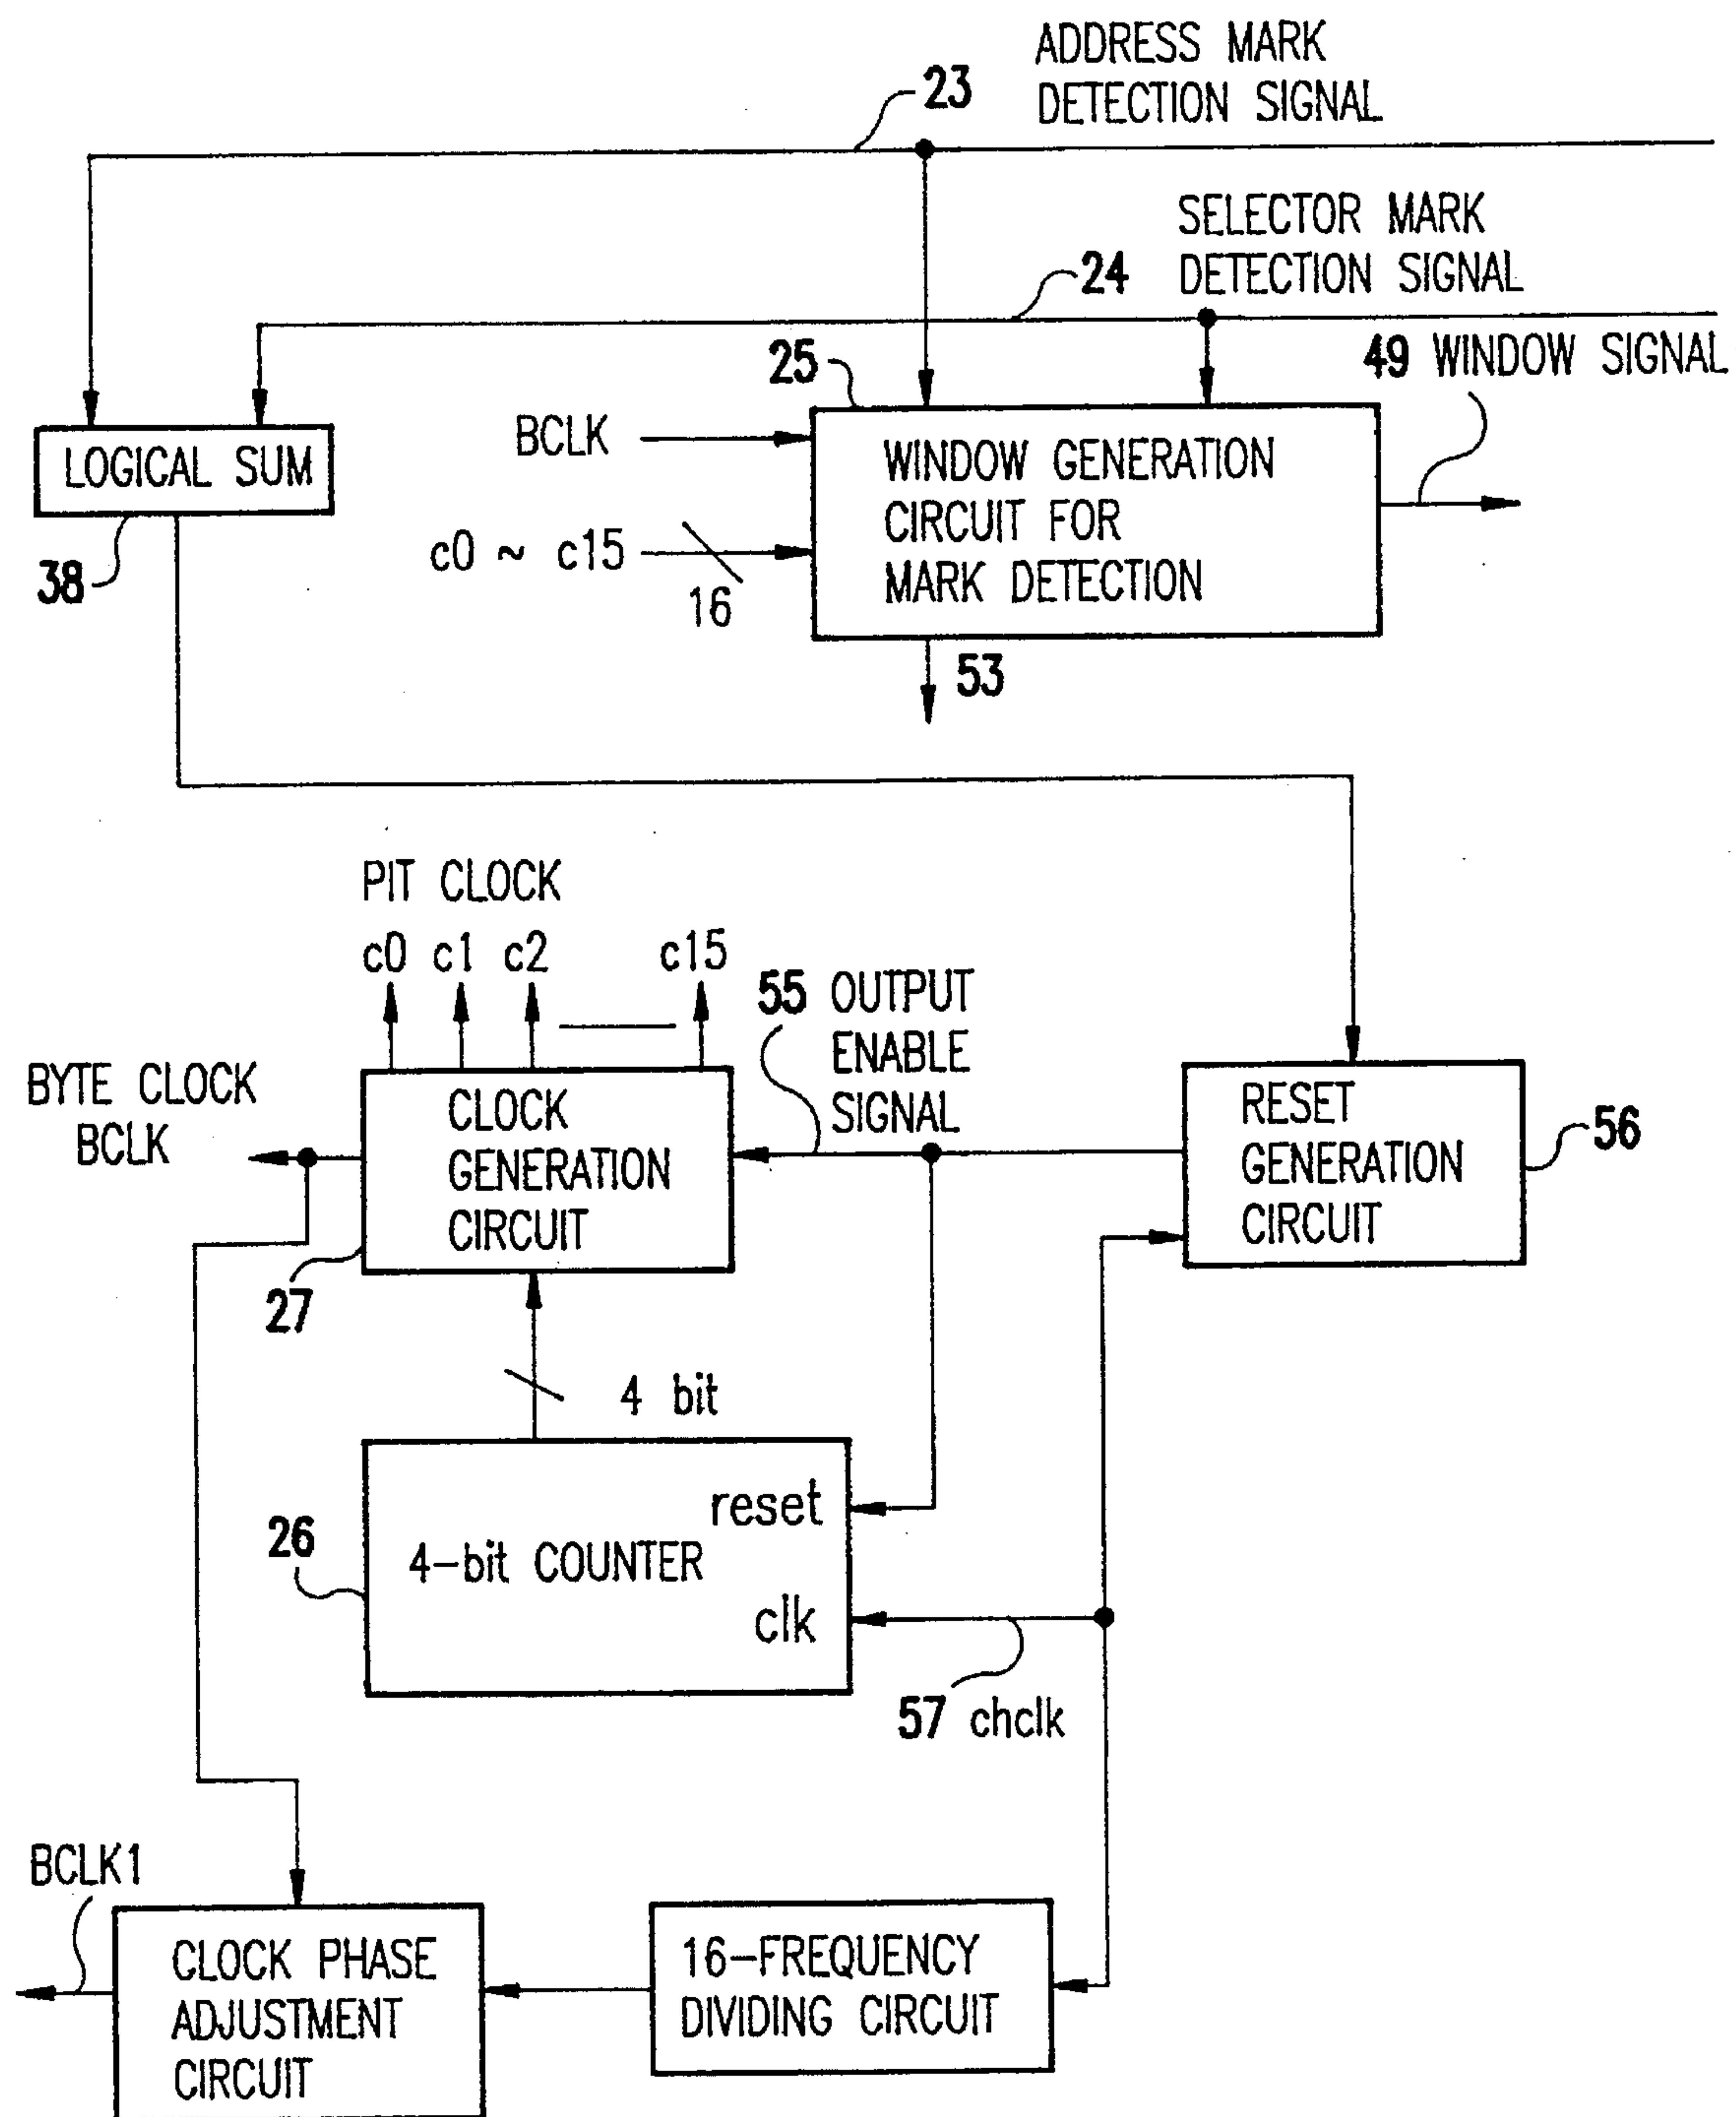 ADDRESS MARK
DETECTION SIGNAL
23
SELECTOR MARK
DETECTION SIGNAL
24
49 WINDOW SIGNAL
25
BCLK
c0 ~ c15
16
WINDOW GENERATION
CIRCUIT FOR
MARK DETECTION
LOGICAL SUM
38
53
PIT CLOCK
c0 c1 c2 c15
55 OUTPUT
ENABLE
SIGNAL
BYTE CLOCK
BCLK
CLOCK
GENERATION
CIRCUIT
27
RESET
GENERATION
CIRCUIT
56
4 bit
reset
26
4-bit COUNTER
clk
57 chclk
BCLK1
CLOCK PHASE
ADJUSTMENT
CIRCUIT
16-FREQUENCY
DIVIDING CIRCUIT